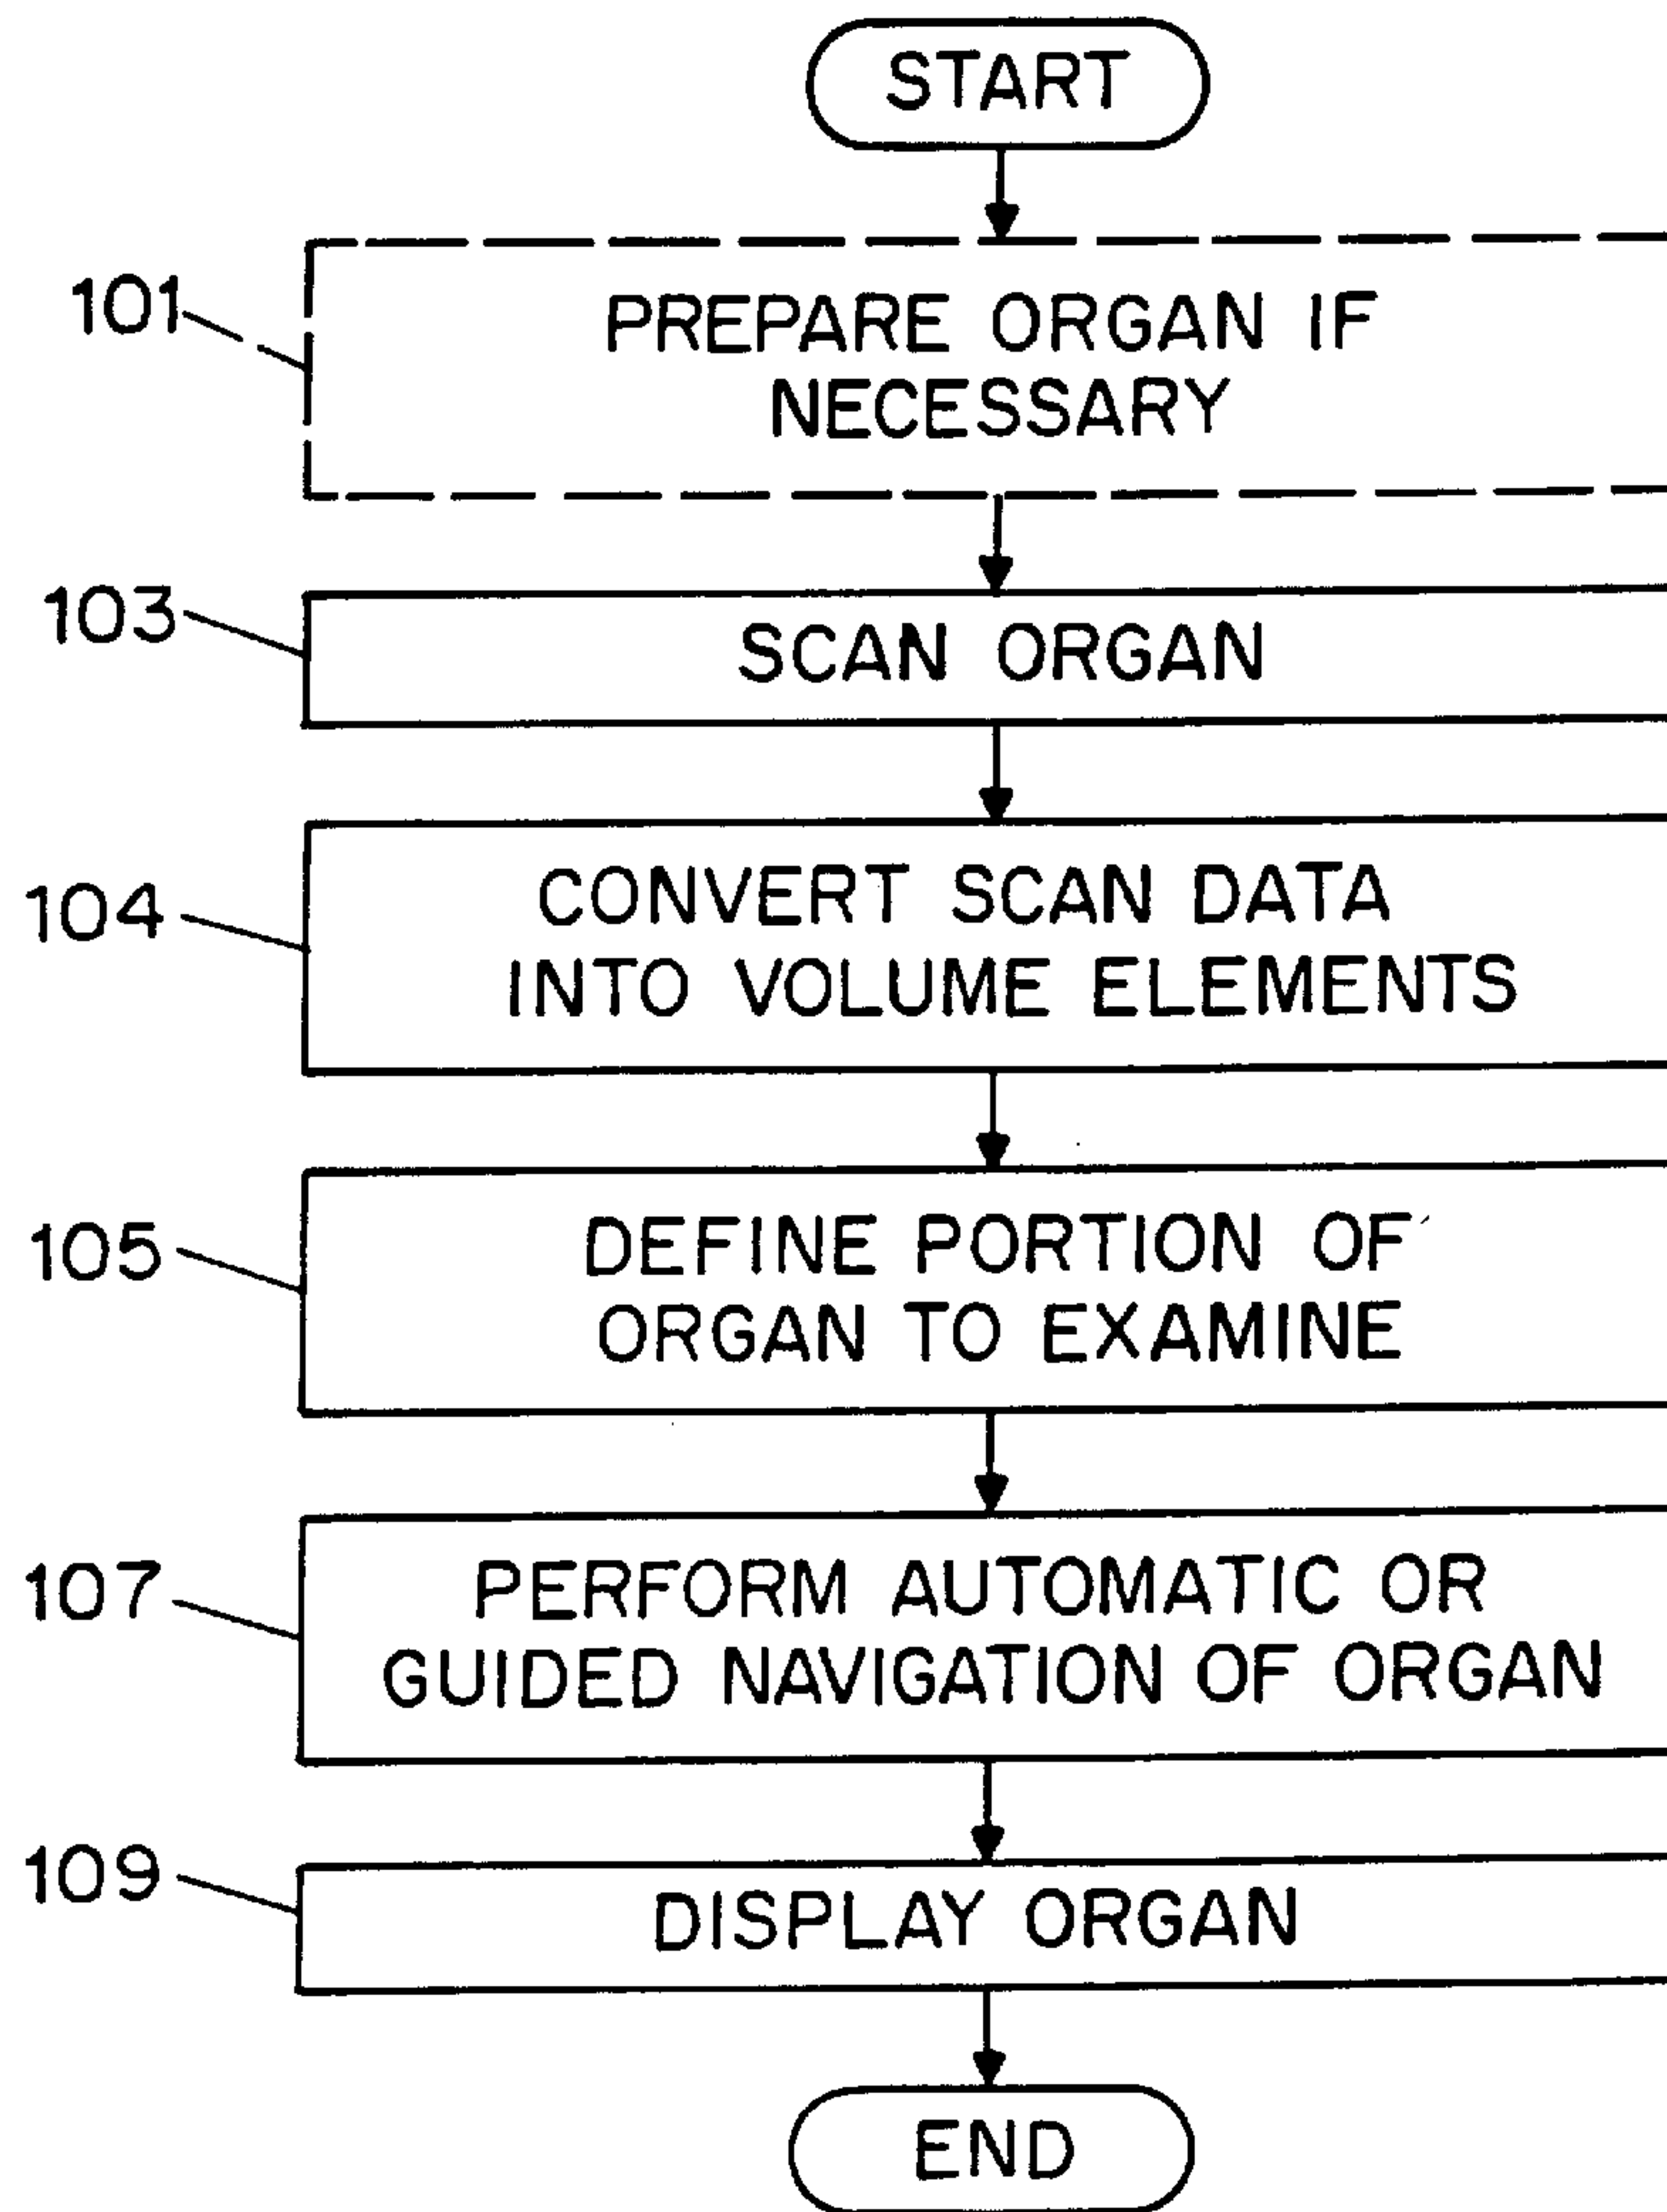 START
101
PREPARE ORGAN IF
NECESSARY
103
SCAN ORGAN
104
CONVERT SCAN DATA
INTO VOLUME ELEMENTS
105
DEFINE PORTION OF
ORGAN TO EXAMINE
107
PERFORM AUTOMATIC OR
GUIDED NAVIGATION OF ORGAN
109
DISPLAY ORGAN
END